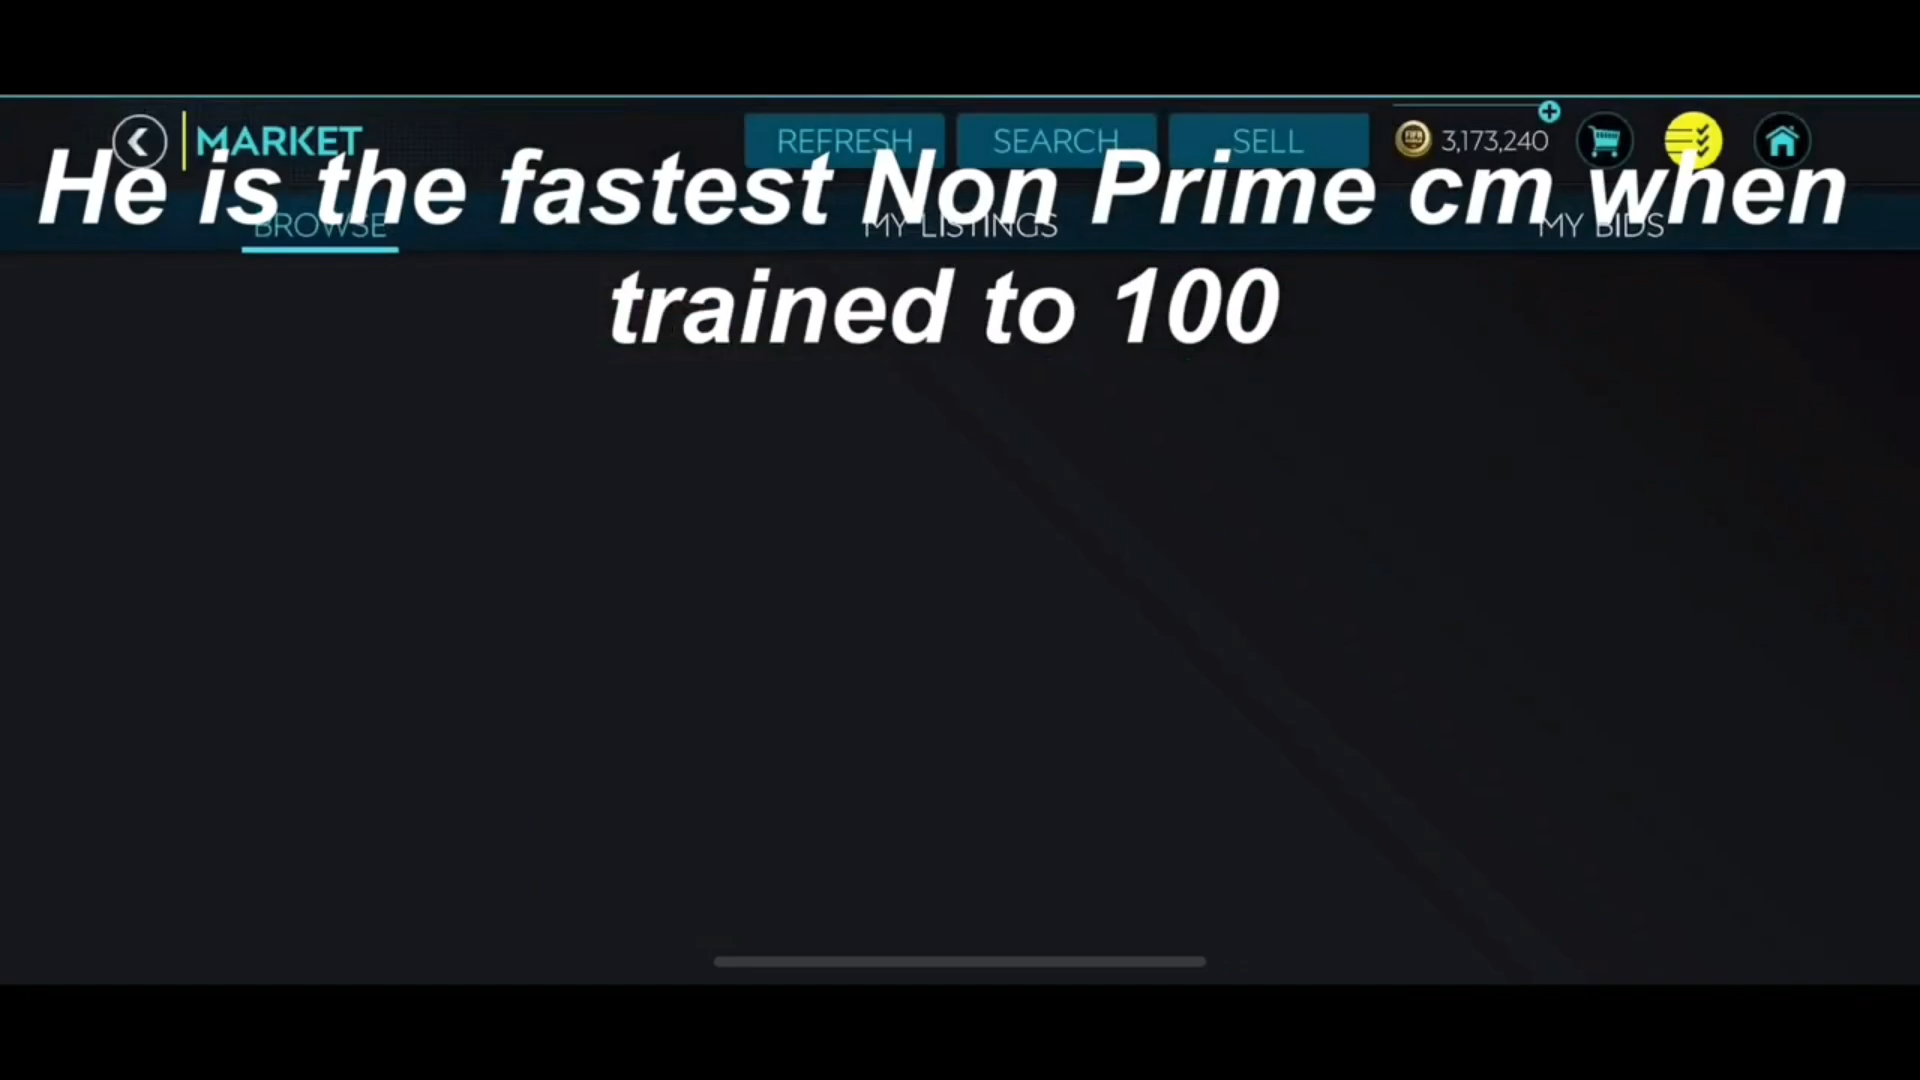 MARKET
REFRESH
SEARCH
SELL
3,173,240
He is the fastest Non Prime cm when
BROWSE
MY LISTINGS
MY BIDS
trained to 100